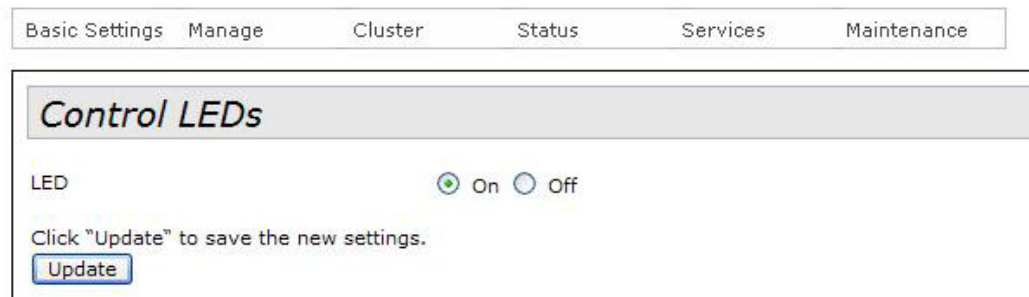 Basic Settings Manage Cluster Status Services Maintenance
Control LEDs
LED On Off
Click "Update" to save the new settings.
Update